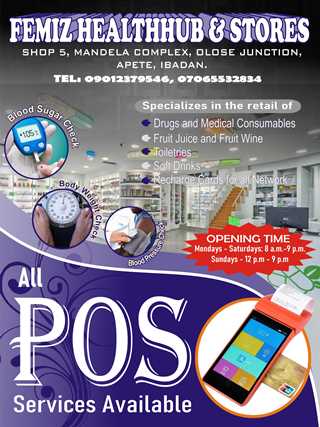 FEMIZ HEALTHHUB & STORES
SHOP 5, MANDELA COMPLEX, OLOSE JUNCTION,
APETE, IBADAN.
TEL: 09012379546, 07065532834
Specializes in the retail of
Drugs and Medical Consumables
Fruit Juice and Fruit Wine
Toiletries
Soft Drinks
Recharge Cards for all Network
Blood Sugar Check
Body Weight Check
Blood Pressure Check
OPENING TIME
Mondays - Saturdays: 8 a.m.-9 p.m.
Sundays - 12 p.m - 9 p.m
All
POS
Services Available